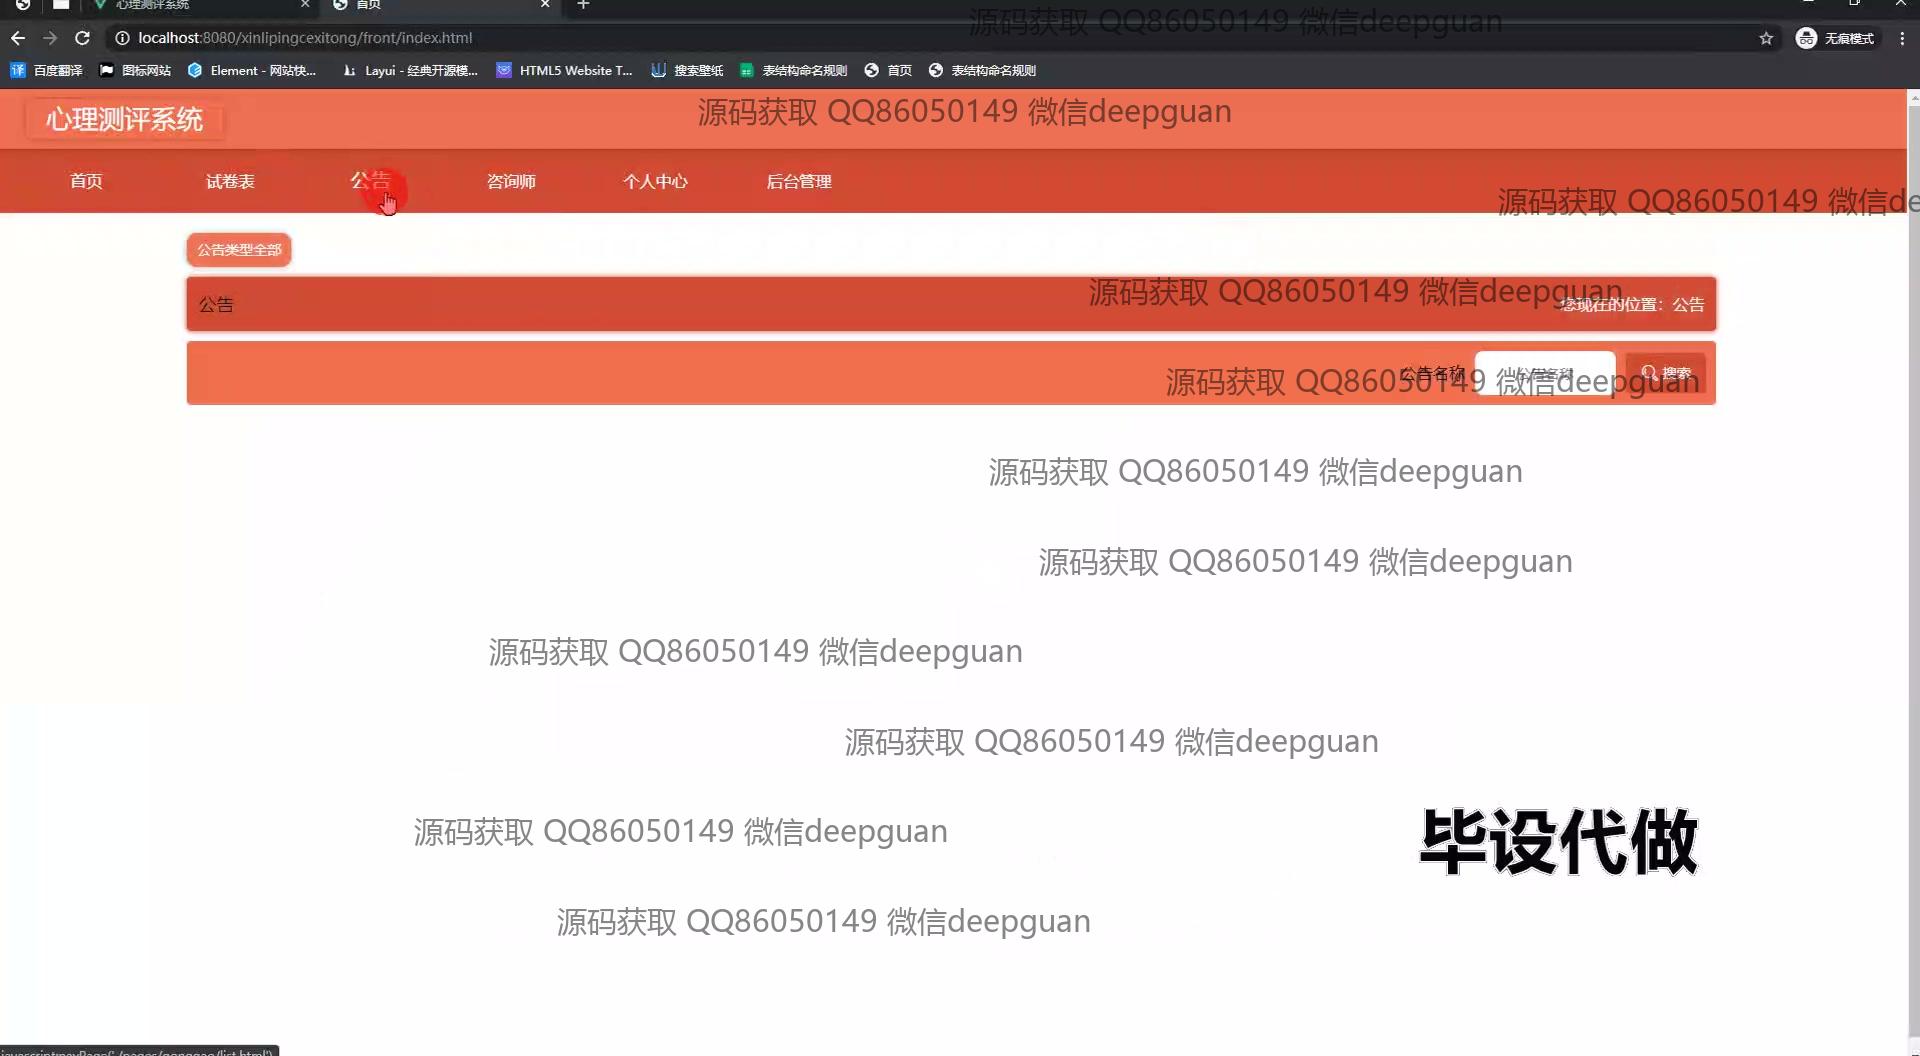 心理测评系统
首页
源码获取 QQ86050149 微信deepguan
localhost:8080/xinlipingcexitong/front/index.html
无痕模式
百度翻译
图标网站
Element - 网站快...
Layui - 经典开源模...
HTML5 Website T...
搜索壁纸
表结构命名规则
首页
表结构命名规则
心理测评系统
源码获取 QQ86050149 微信deepguan
首页
试卷表
公告
咨询师
个人中心
后台管理
源码获取 QQ86050149 微信de
公告类型全部
源码获取 QQ86050149 微信deepguan
公告
您现在的位置：公告
公告名称
公告名称
搜索
源码获取 QQ86050149 微信deepguan
源码获取 QQ86050149 微信deepguan
源码获取 QQ86050149 微信deepguan
源码获取 QQ86050149 微信deepguan
源码获取 QQ86050149 微信deepguan
源码获取 QQ86050149 微信deepguan
毕设代做
源码获取 QQ86050149 微信deepguan